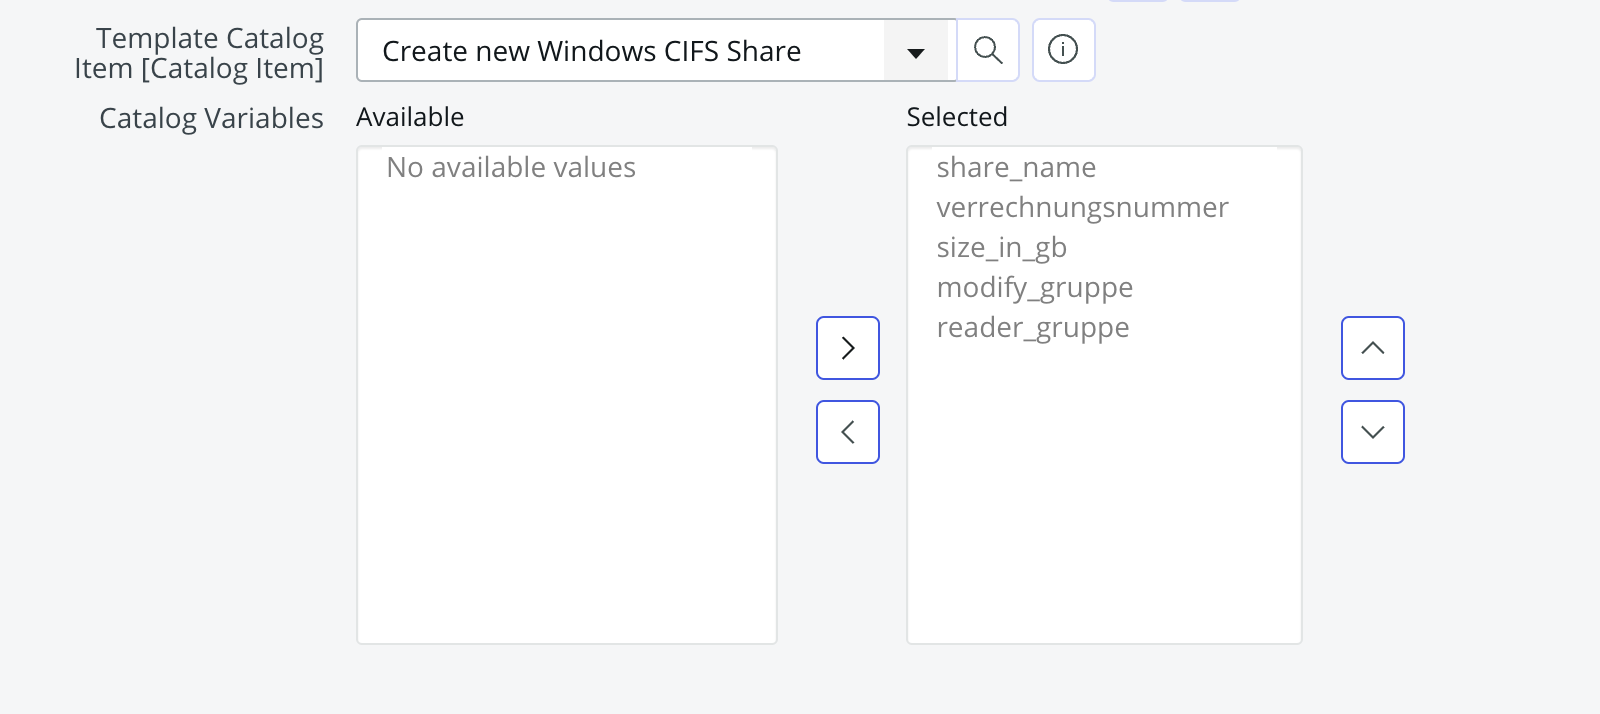 Template Catalog
Item [Catalog Item]
Create new Windows CIFS Share
Catalog Variables
Available
Selected
No available values
share_name
verrechnungsnummer
size_in_gb
modify_gruppe
reader_gruppe